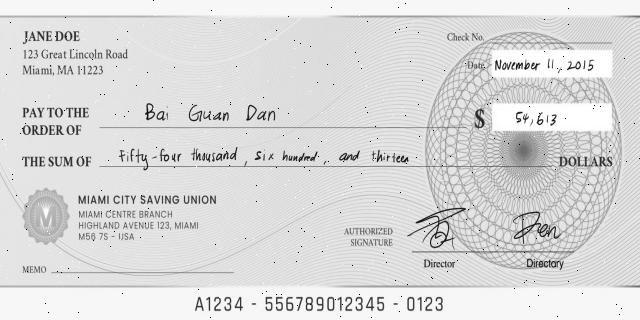 JANE DOE
123 Great Lincoln Road
Miami, MA 11223
Check No.
Date November 11, 2015
PAY TO THE ORDER OF Bai Guan Dan
$ 54,613
THE SUM OF Fifty-four thousand, six hundred, and thirteen DOLLARS
MIAMI CITY SAVING UNION
MIAMI CENTRE BRANCH
HIGHLAND AVENUE 123, MIAMI
M56 7S - USA
M
AUTHORIZED SIGNATURE
Director
Directory
MEMO
A1234 - 556789012345 - 0123